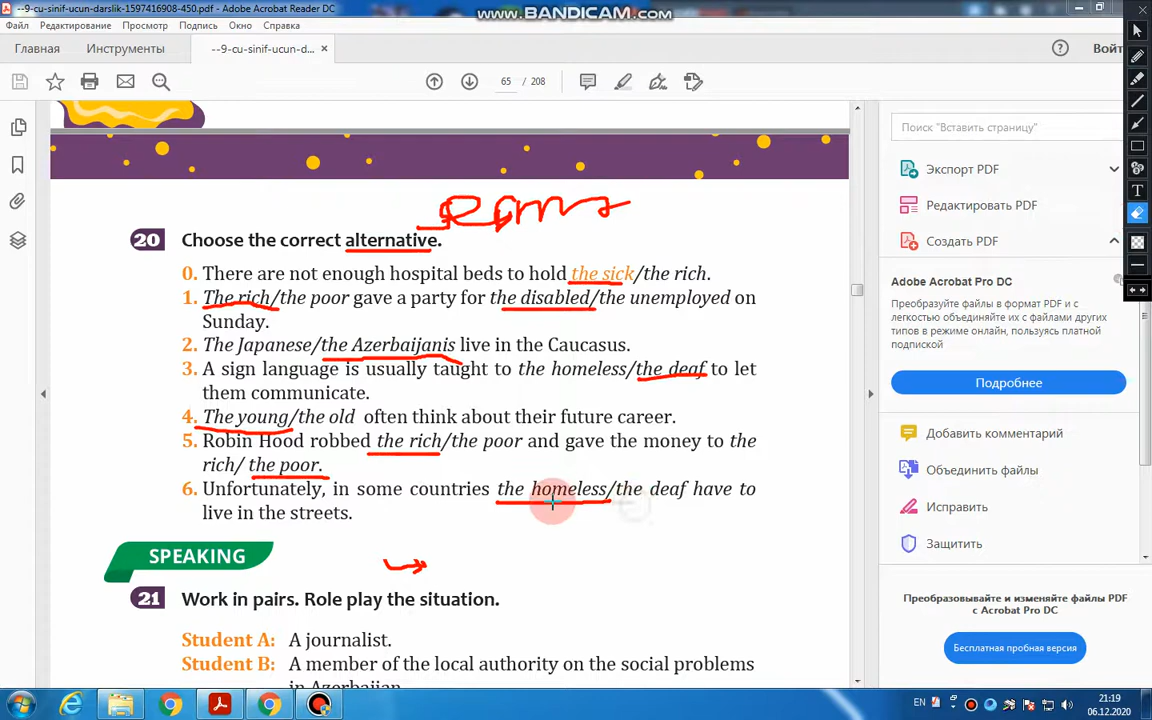 --9-cu-sinif-ucun-darslik-1597416908-450.pdf - Adobe Acrobat Reader DC
www.BANDICAM.com
Файл Редактирование Просмотр Подпись Окно Справка
Главная Инструменты --9-cu-sinif-ucun-d... × Войт
65 / 208
20 Choose the correct alternative.
0. There are not enough hospital beds to hold the sick/the rich.
1. The rich/the poor gave a party for the disabled/the unemployed on
Sunday.
2. The Japanese/the Azerbaijanis live in the Caucasus.
3. A sign language is usually taught to the homeless/the deaf to let
them communicate.
4. The young/the old often think about their future career.
5. Robin Hood robbed the rich/the poor and gave the money to the
rich/ the poor.
6. Unfortunately, in some countries the homeless/the deaf have to
live in the streets.
SPEAKING
21 Work in pairs. Role play the situation.
Student A: A journalist.
Student B: A member of the local authority on the social problems
in Azerbaijan.
Поиск "Вставить страницу"
Экспорт PDF
Редактировать PDF
Создать PDF
Adobe Acrobat Pro DC
Преобразуйте файлы в формат PDF и с
легкостью объединяйте их с файлами других
типов в режиме онлайн, пользуясь платной
подпиской
Подробнее
Добавить комментарий
Объединить файлы
Исправить
Защитить
Преобразовывайте и изменяйте файлы PDF
с Acrobat Pro DC
Бесплатная пробная версия
EN
21:19
06.12.2020